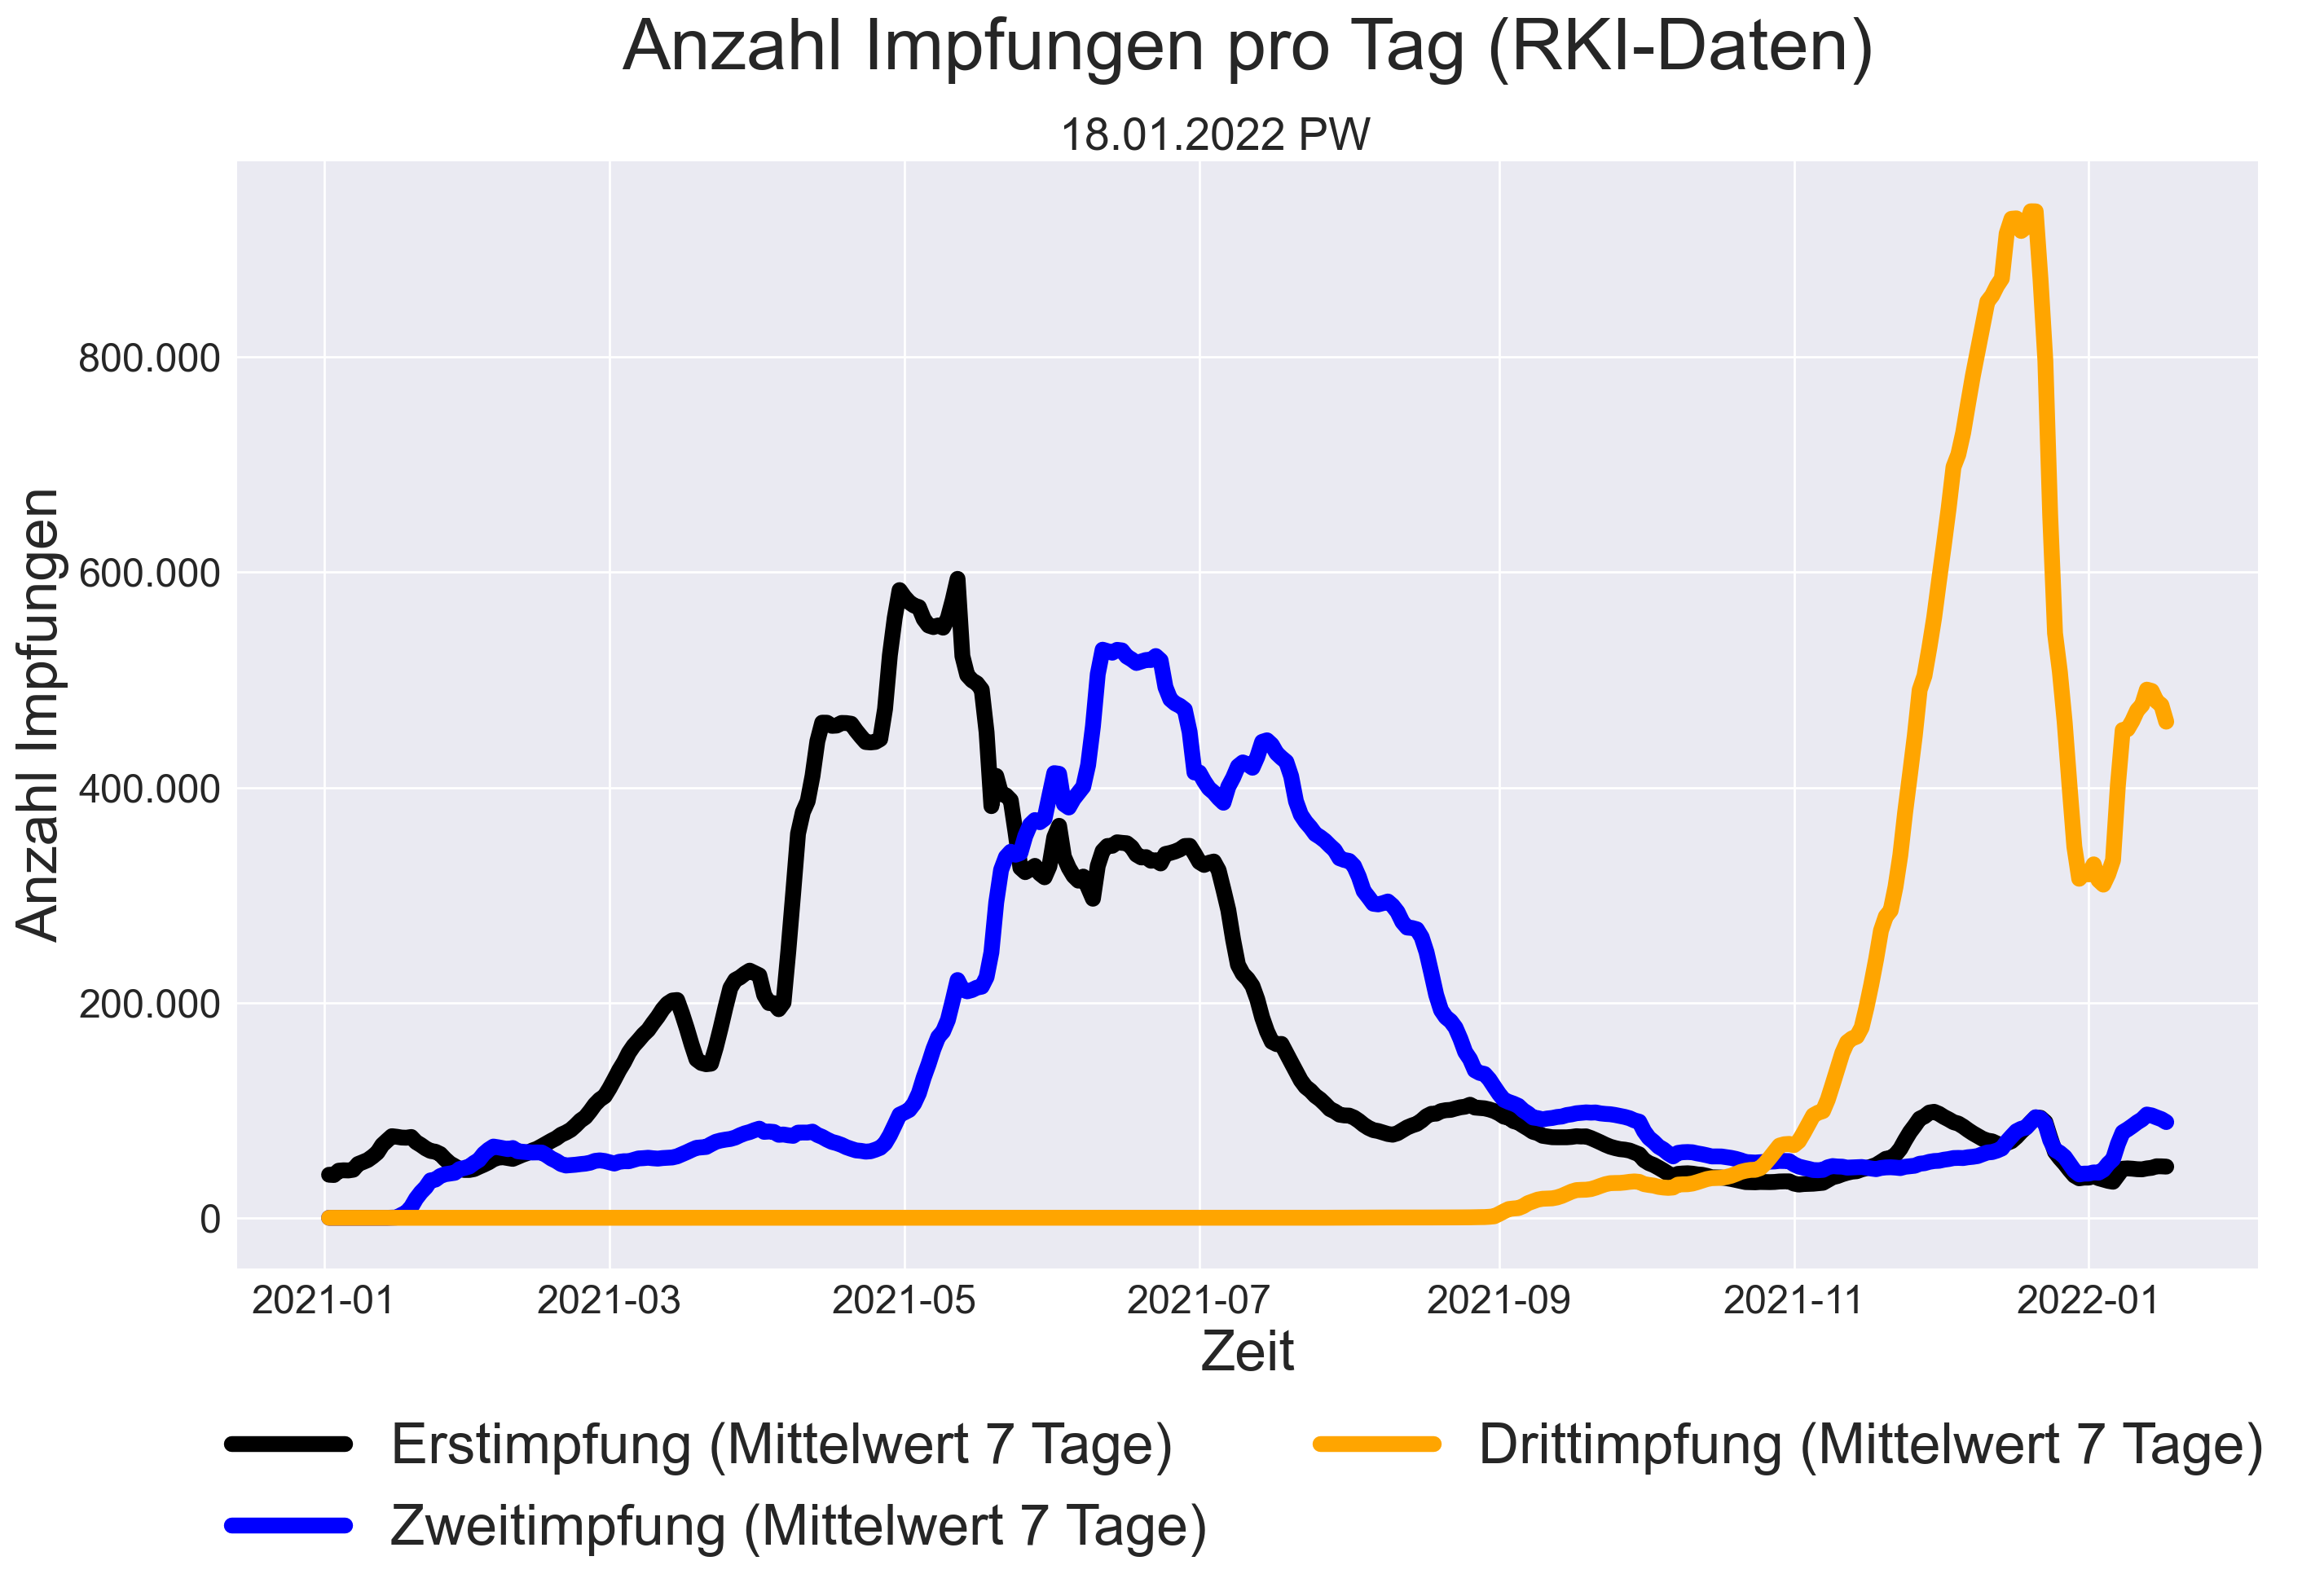 Anzahl Impfungen pro Tag (RKI-Daten)
18.01.2022 PW
Anzahl Impfungen
800.000
600.000
400.000
200.000
0
2021-01 2021-03 2021-05 2021-07 2021-09 2021-11 2022-01
Zeit
Erstimpfung (Mittelwert 7 Tage) Drittimpfung (Mittelwert 7 Tage)
Zweitimpfung (Mittelwert 7 Tage)